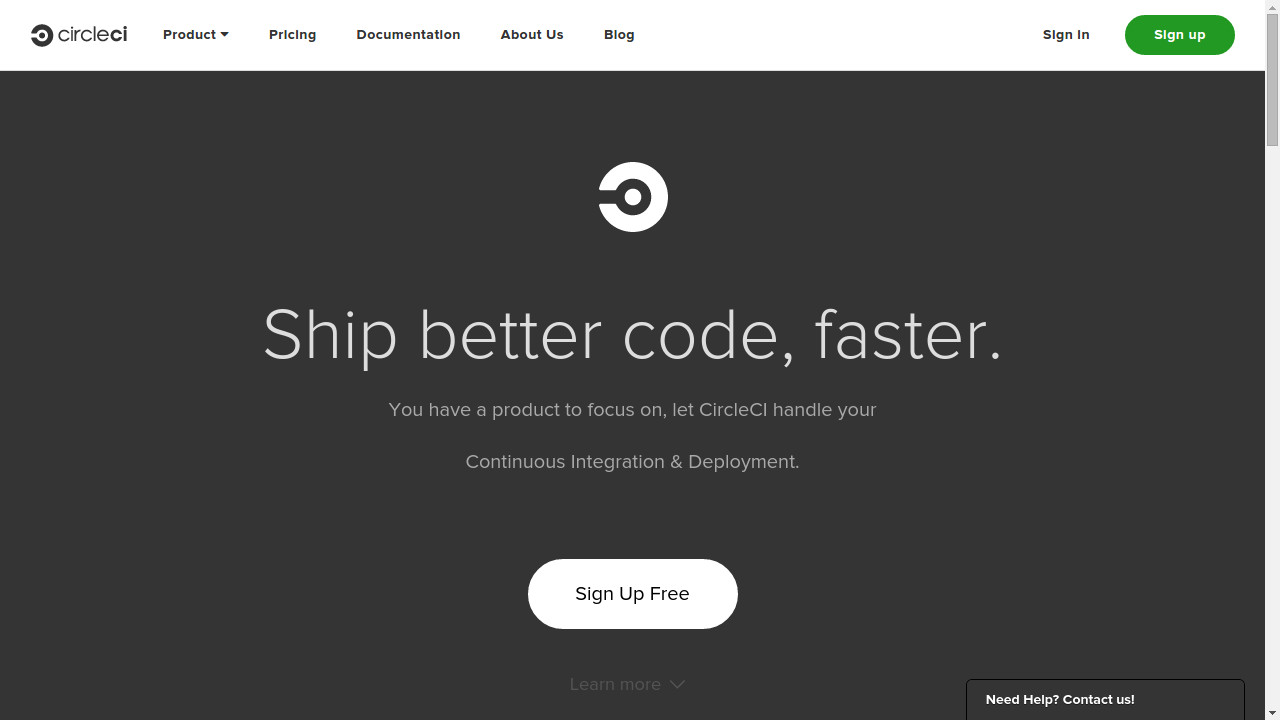 circleci
Product
Pricing
Documentation
About Us
Blog
Sign in
Sign up
Ship better code, faster.
You have a product to focus on, let CircleCI handle your
Continuous Integration & Deployment.
Sign Up Free
Learn more
Need Help? Contact us!